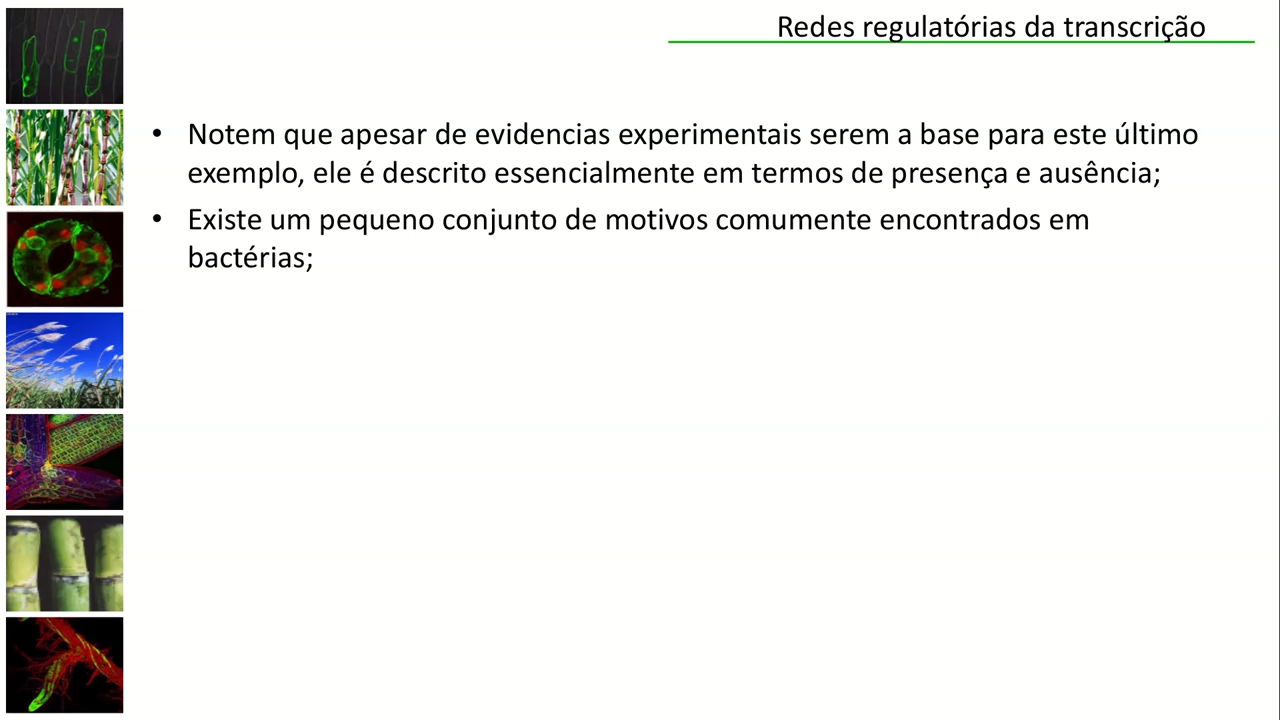 Redes regulatórias da transcrição
• Notem que apesar de evidencias experimentais serem a base para este último
exemplo, ele é descrito essencialmente em termos de presença e ausência;
• Existe um pequeno conjunto de motivos comumente encontrados em
bactérias;